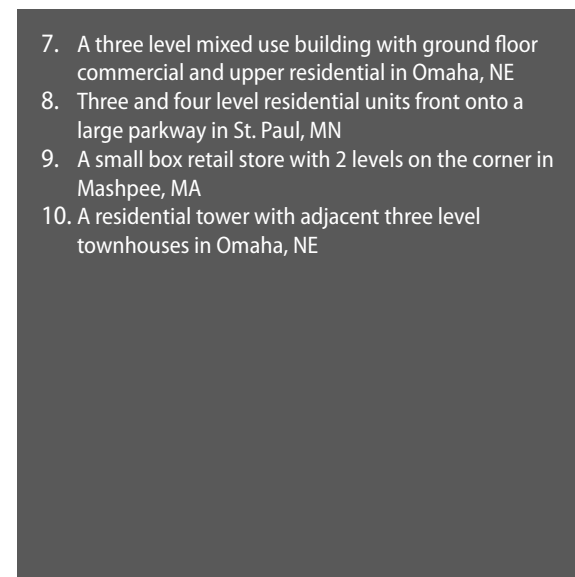 7. A three level mixed use building with ground floor
commercial and upper residential in Omaha, NE
8. Three and four level residential units front onto a
large parkway in St. Paul, MN
9. A small box retail store with 2 levels on the corner in
Mashpee, MA
10. A residential tower with adjacent three level
townhouses in Omaha, NE